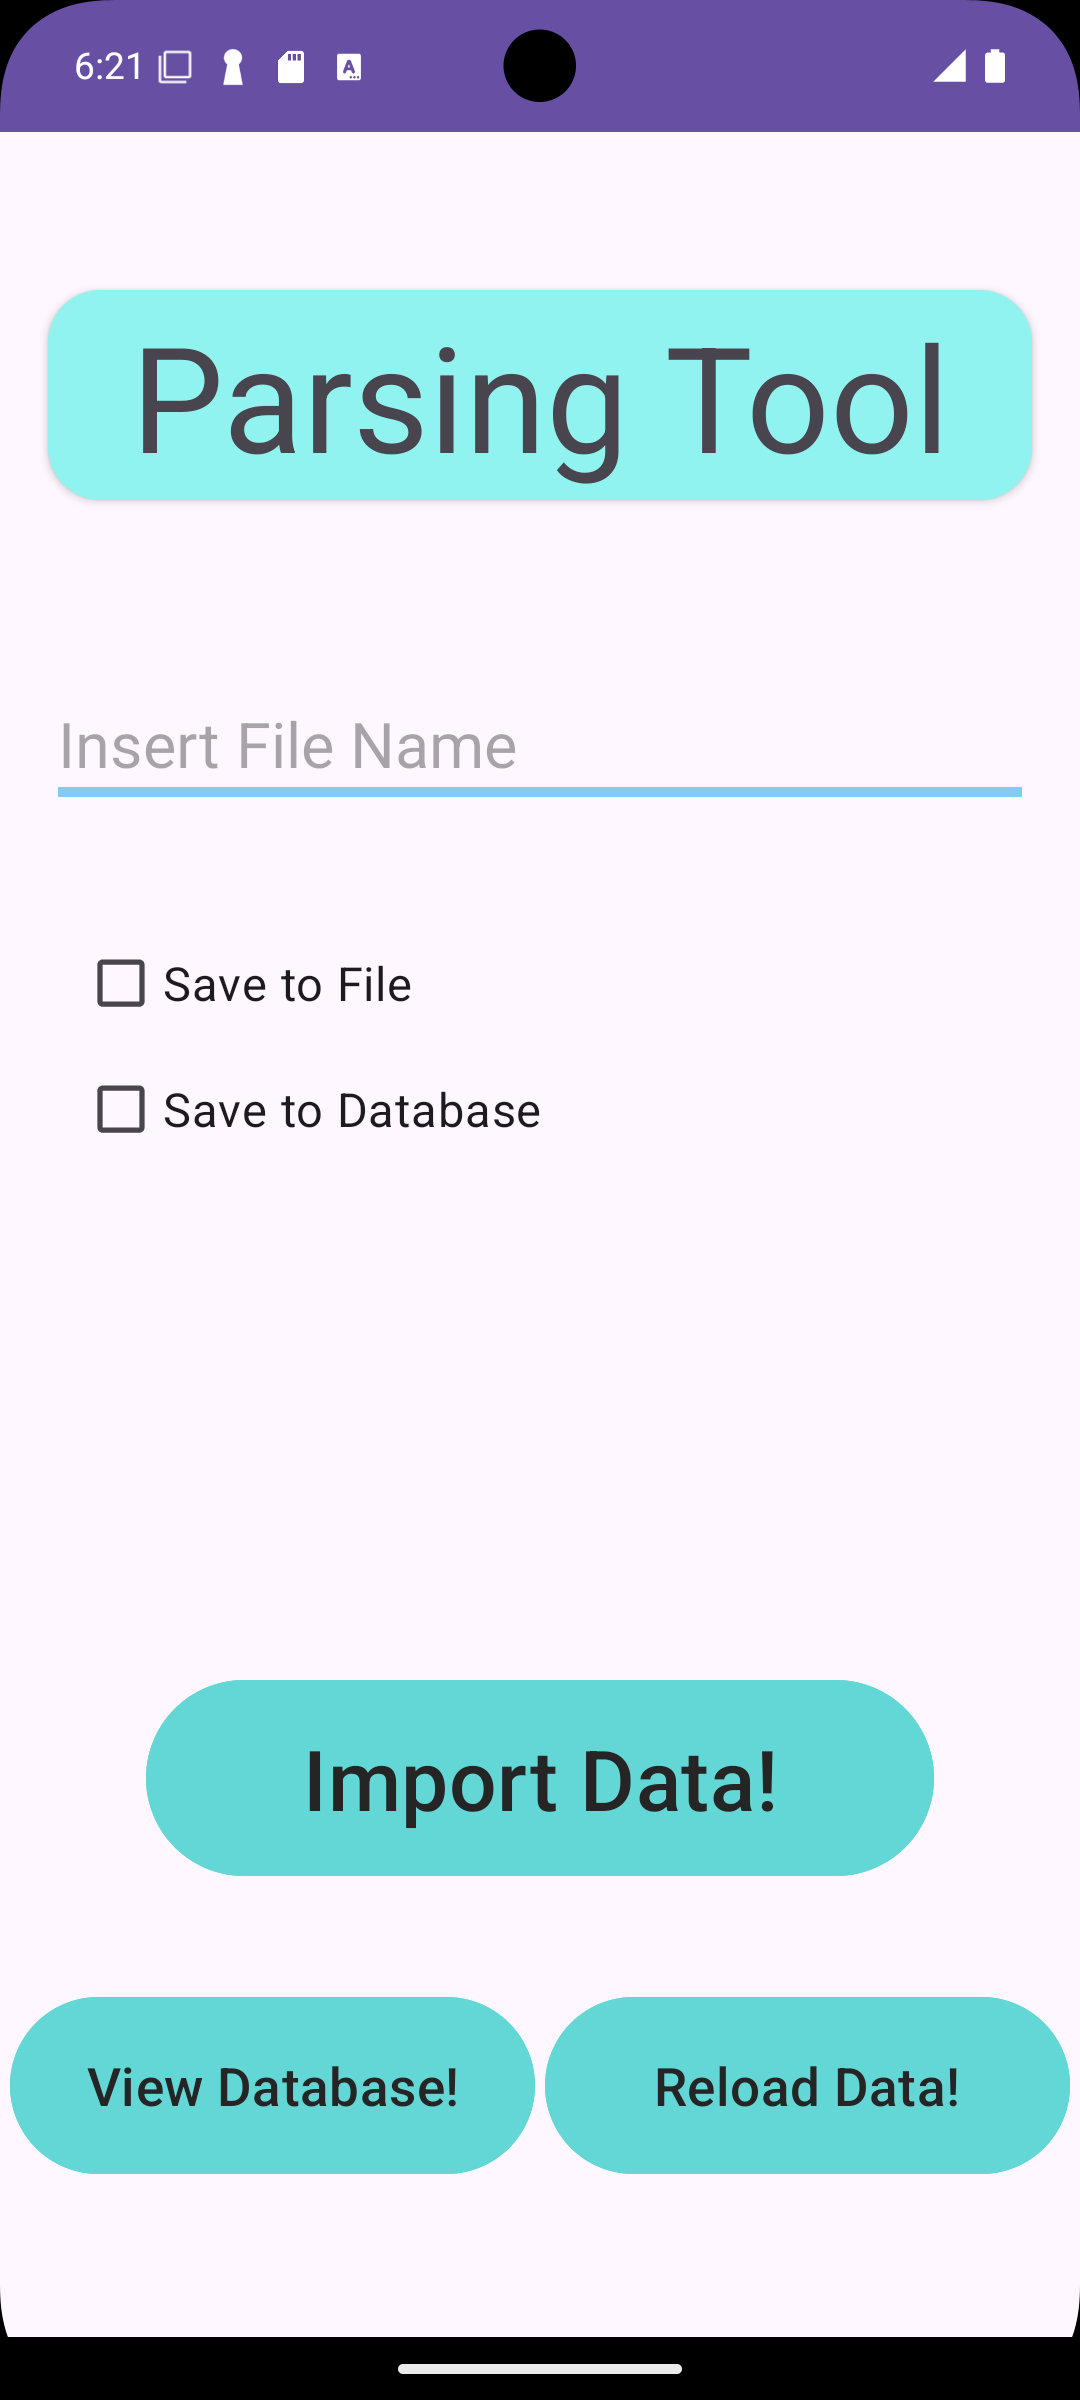 6:21
Parsing Tool
Insert File Name
Save to File
Save to Database
Import Data!
View Database!
Reload Data!